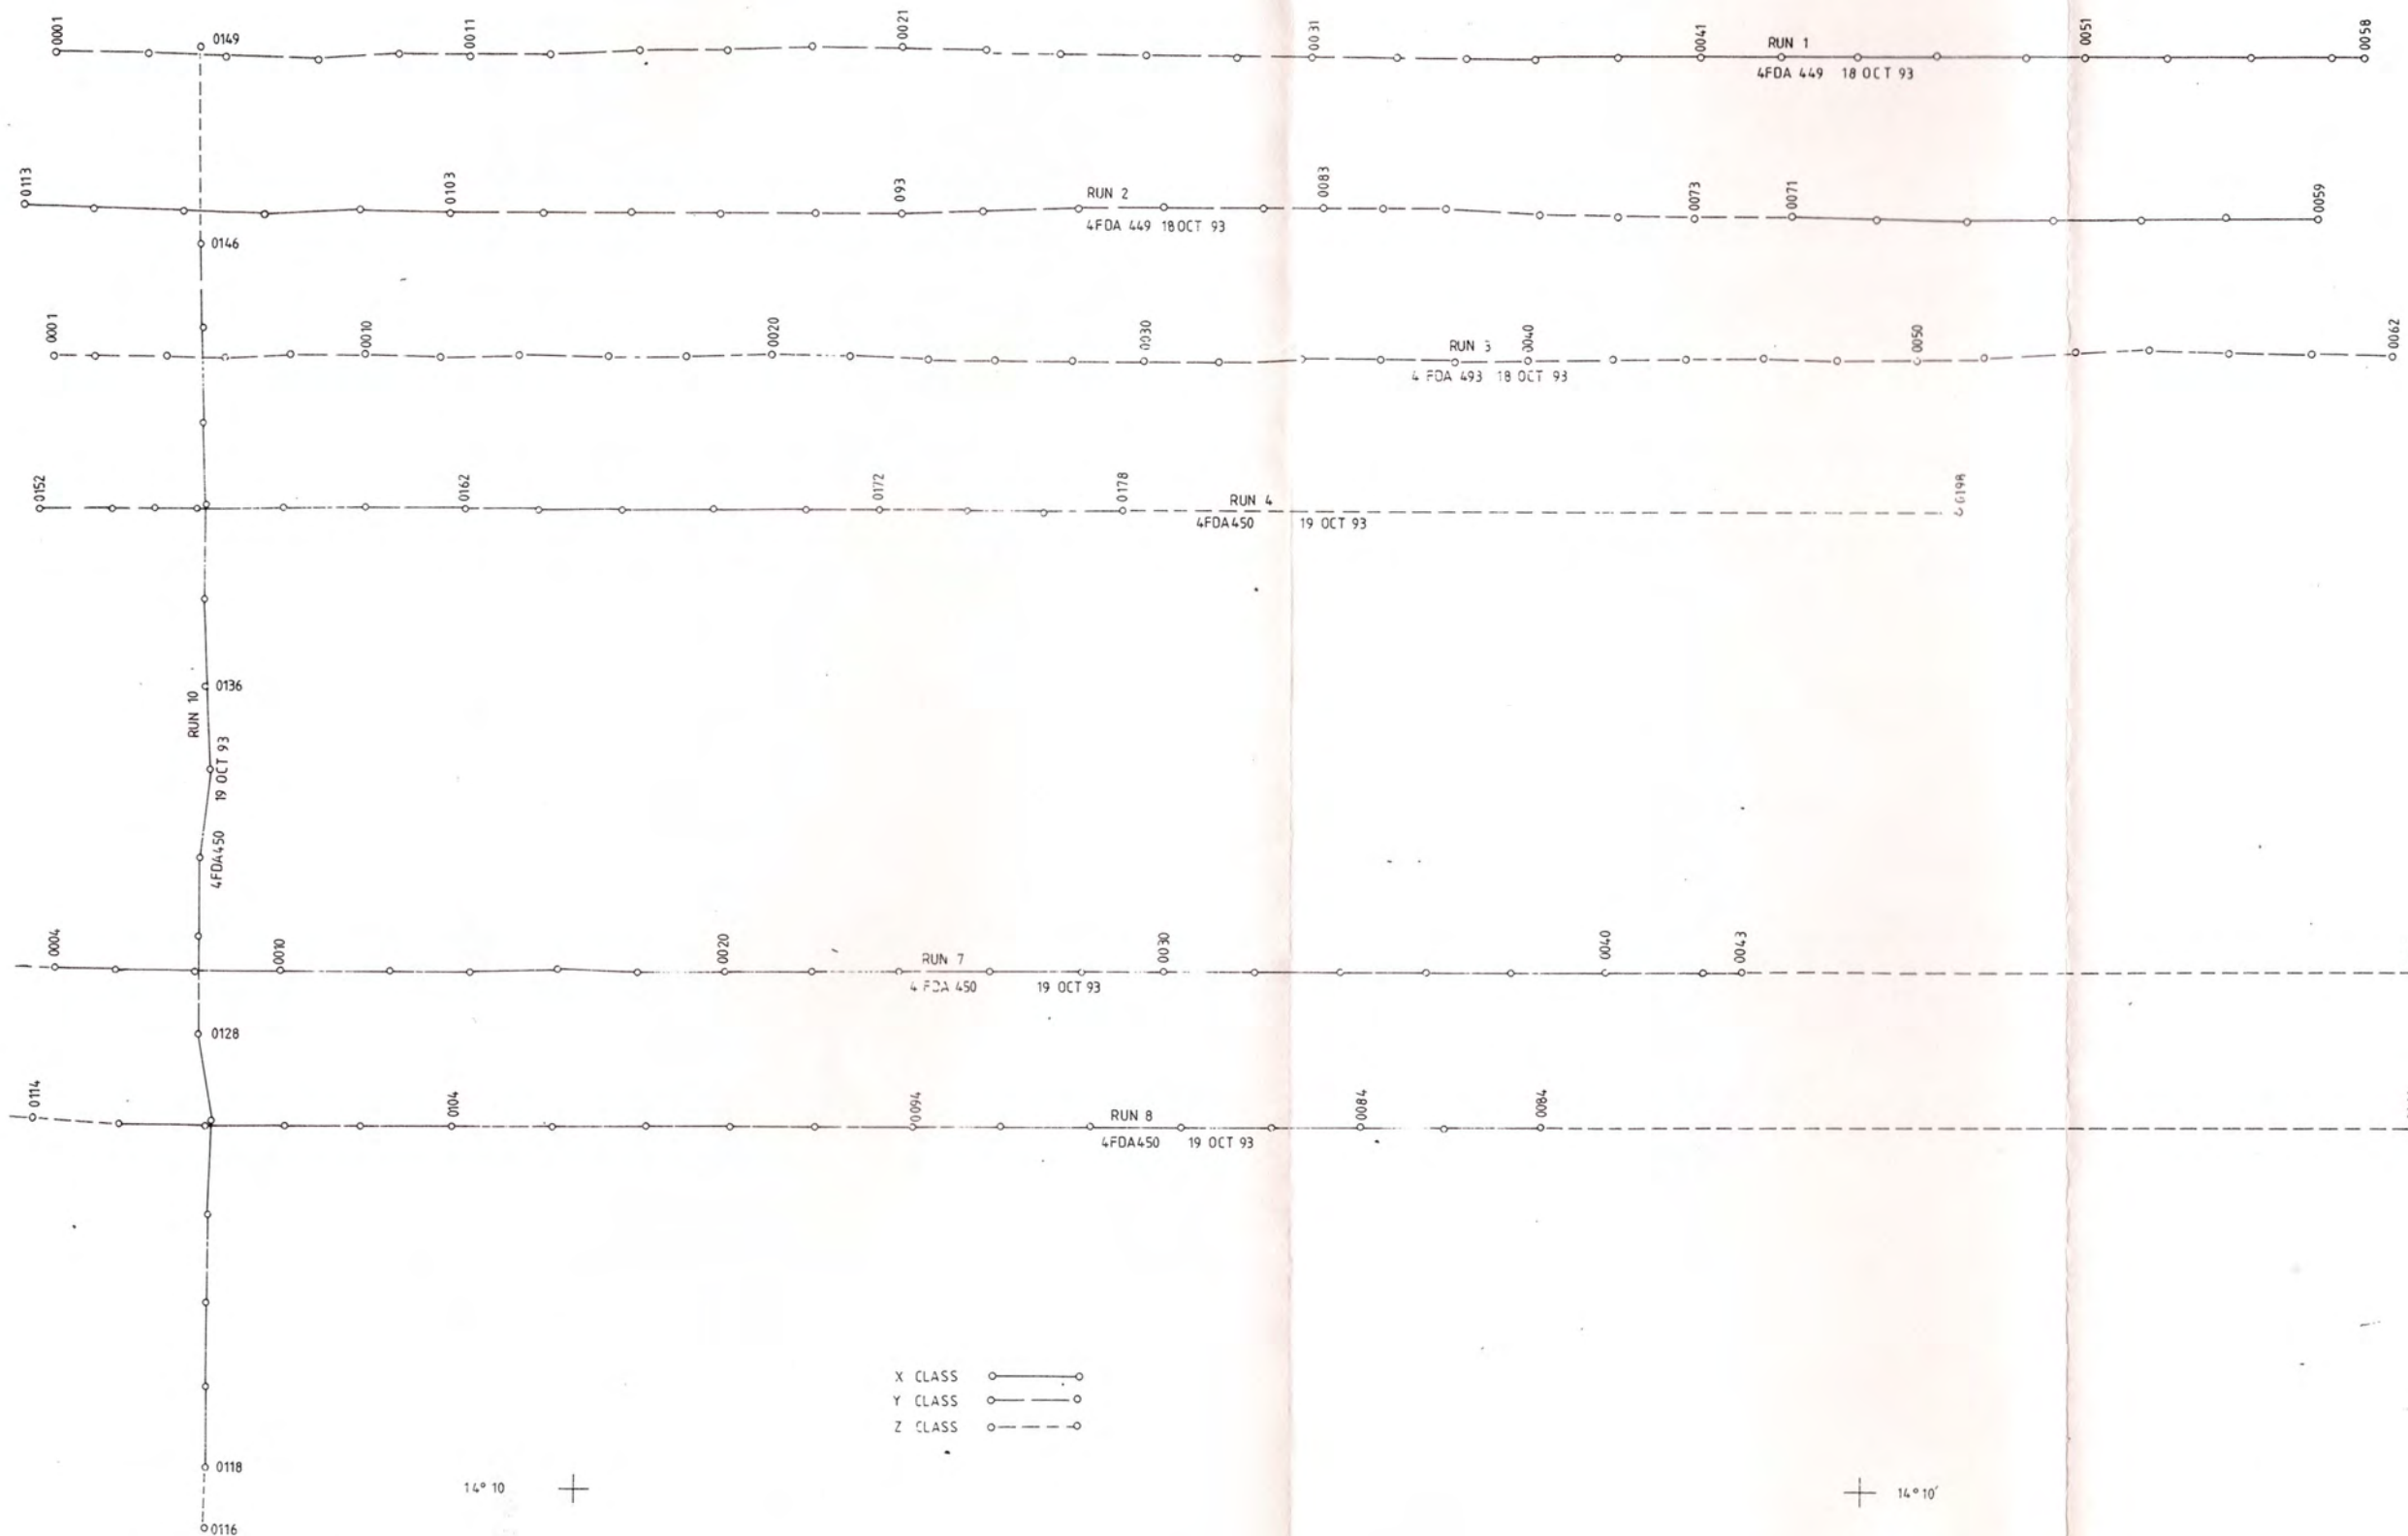 0001
0149
0011
0021
0031
0041
RUN 1
4FDA 449 18 OCT 93
0051
0058
0113
0103
093
RUN 2
4FDA 449 18OCT 93
0083
0073
0071
0059
0146
0001
0010
0020
0030
RUN 3
4 FDA 493 18 OCT 93
0040
0050
0062
0152
0162
0172
0178
RUN 4
4FDA450 19 OCT 93
0198
0136
RUN 10
19 OCT 93
4FDA450
0004
0010
0020
RUN 7
4 FDA 450 19 OCT 93
0030
0040
0043
0128
0114
0104
0094
RUN 8
4FDA450 19 OCT 93
0084
0084
X CLASS
Y CLASS
Z CLASS
0118
14° 10
14° 10′
0116